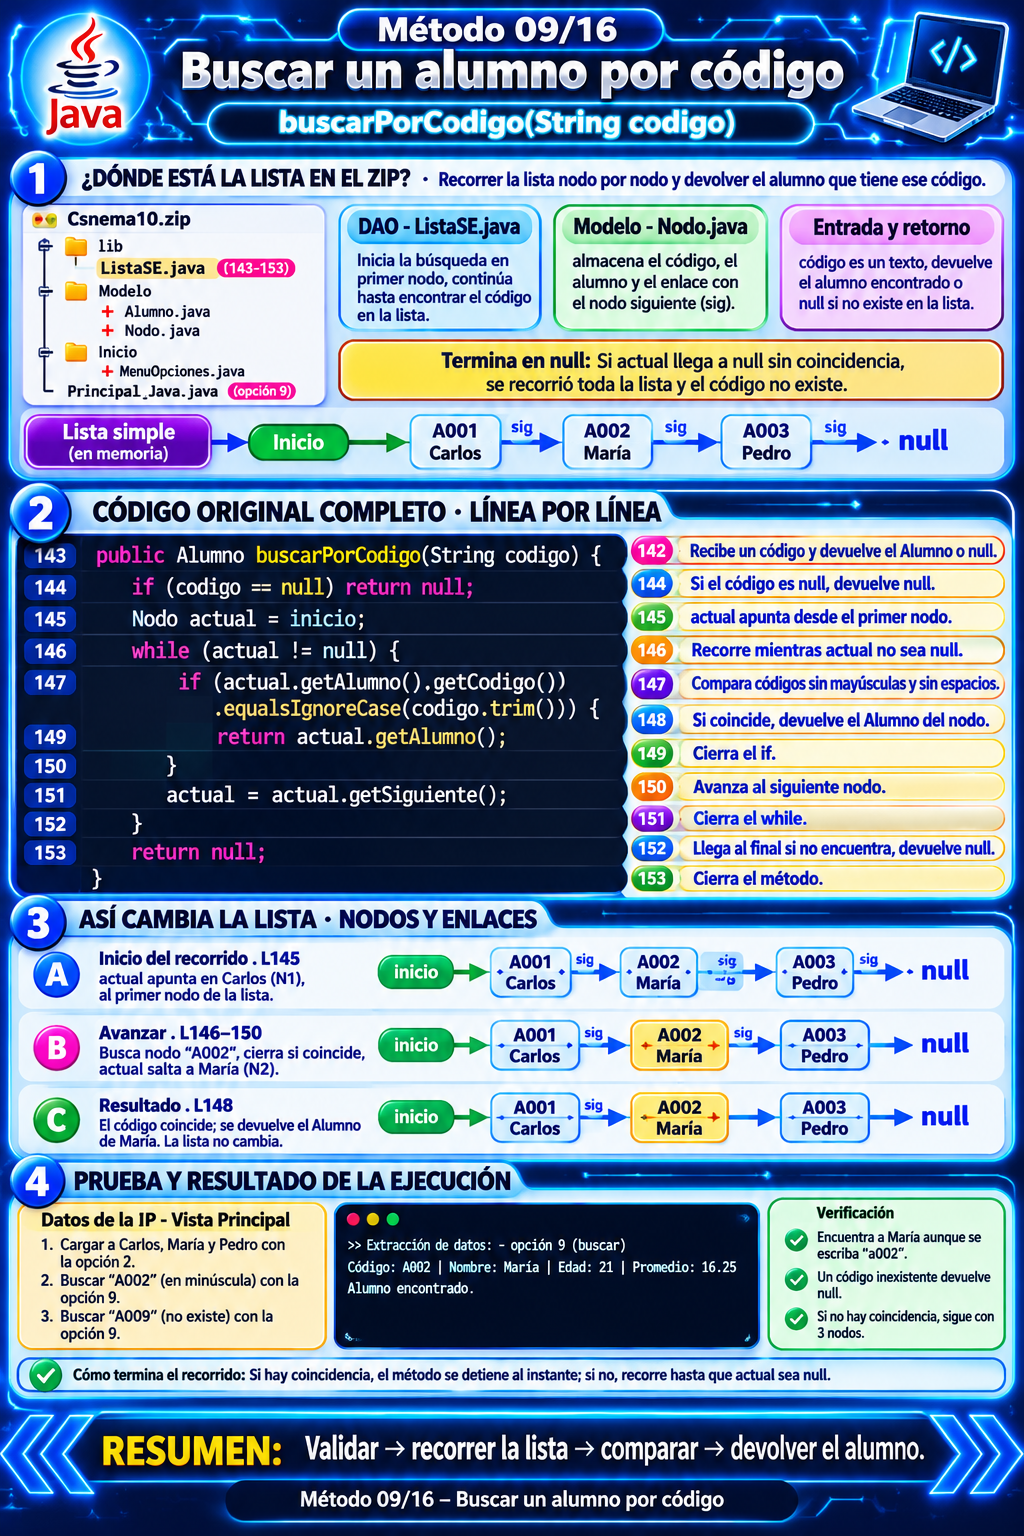 Java
Método 09/16
Buscar un alumno por código
buscarPorCodigo(String codigo)
</>
1 ¿DÓNDE ESTÁ LA LISTA EN EL ZIP? · Recorrer la lista nodo por nodo y devolver el alumno que tiene ese código.
Csnema10.zip
lib
ListaSE.java (143-153)
Modelo
+ Alumno.java
+ Nodo.java
Inicio
+ MenuOpciones.java
Principal_Java.java (opción 9)
DAO - ListaSE.java
Inicia la búsqueda en
primer nodo, continúa
hasta encontrar el código
en la lista.
Modelo - Nodo.java
almacena el código, el
alumno y el enlace con
el nodo siguiente (sig).
Entrada y retorno
código es un texto, devuelve
el alumno encontrado o
null si no existe en la lista.
Termina en null: Si actual llega a null sin coincidencia,
se recorrió toda la lista y el código no existe.
Lista simple
(en memoria)
Inicio
A001
Carlos
sig
A002
María
sig
A003
Pedro
sig
null
2 CÓDIGO ORIGINAL COMPLETO · LÍNEA POR LÍNEA
143 public Alumno buscarPorCodigo(String codigo) {
144 if (codigo == null) return null;
145 Nodo actual = inicio;
146 while (actual != null) {
147 if (actual.getAlumno().getCodigo())
.equalsIgnoreCase(codigo.trim())) {
149 return actual.getAlumno();
150 }
151 actual = actual.getSiguiente();
152 }
153 return null;
}
142 Recibe un código y devuelve el Alumno o null.
144 Si el código es null, devuelve null.
145 actual apunta desde el primer nodo.
146 Recorre mientras actual no sea null.
147 Compara códigos sin mayúsculas y sin espacios.
148 Si coincide, devuelve el Alumno del nodo.
149 Cierra el if.
150 Avanza al siguiente nodo.
151 Cierra el while.
152 Llega al final si no encuentra, devuelve null.
153 Cierra el método.
3 ASÍ CAMBIA LA LISTA · NODOS Y ENLACES
A
Inicio del recorrido . L145
actual apunta en Carlos (N1),
al primer nodo de la lista.
inicio
A001
Carlos
sig
A002
María
sig
A003
Pedro
sig
null
B
Avanzar . L146–150
Busca nodo “A002”, cierra si coincide,
actual salta a María (N2).
inicio
A001
Carlos
sig
A002
María
sig
A003
Pedro
null
C
Resultado . L148
El código coincide; se devuelve el Alumno
de María. La lista no cambia.
inicio
A001
Carlos
sig
A002
María
A003
Pedro
null
4 PRUEBA Y RESULTADO DE LA EJECUCIÓN
Datos de la IP - Vista Principal
1. Cargar a Carlos, María y Pedro con
la opción 2.
2. Buscar “A002” (en minúscula) con la
opción 9.
3. Buscar “A009” (no existe) con la
opción 9.
>> Extracción de datos: - opción 9 (buscar)
Código: A002 | Nombre: María | Edad: 21 | Promedio: 16.25
Alumno encontrado.
Verificación
Encuentra a María aunque se
escriba “a002”.
Un código inexistente devuelve
null.
Si no hay coincidencia, sigue con
3 nodos.
Cómo termina el recorrido: Si hay coincidencia, el método se detiene al instante; si no, recorre hasta que actual sea null.
RESUMEN: Validar → recorrer la lista → comparar → devolver el alumno.
Método 09/16 – Buscar un alumno por código